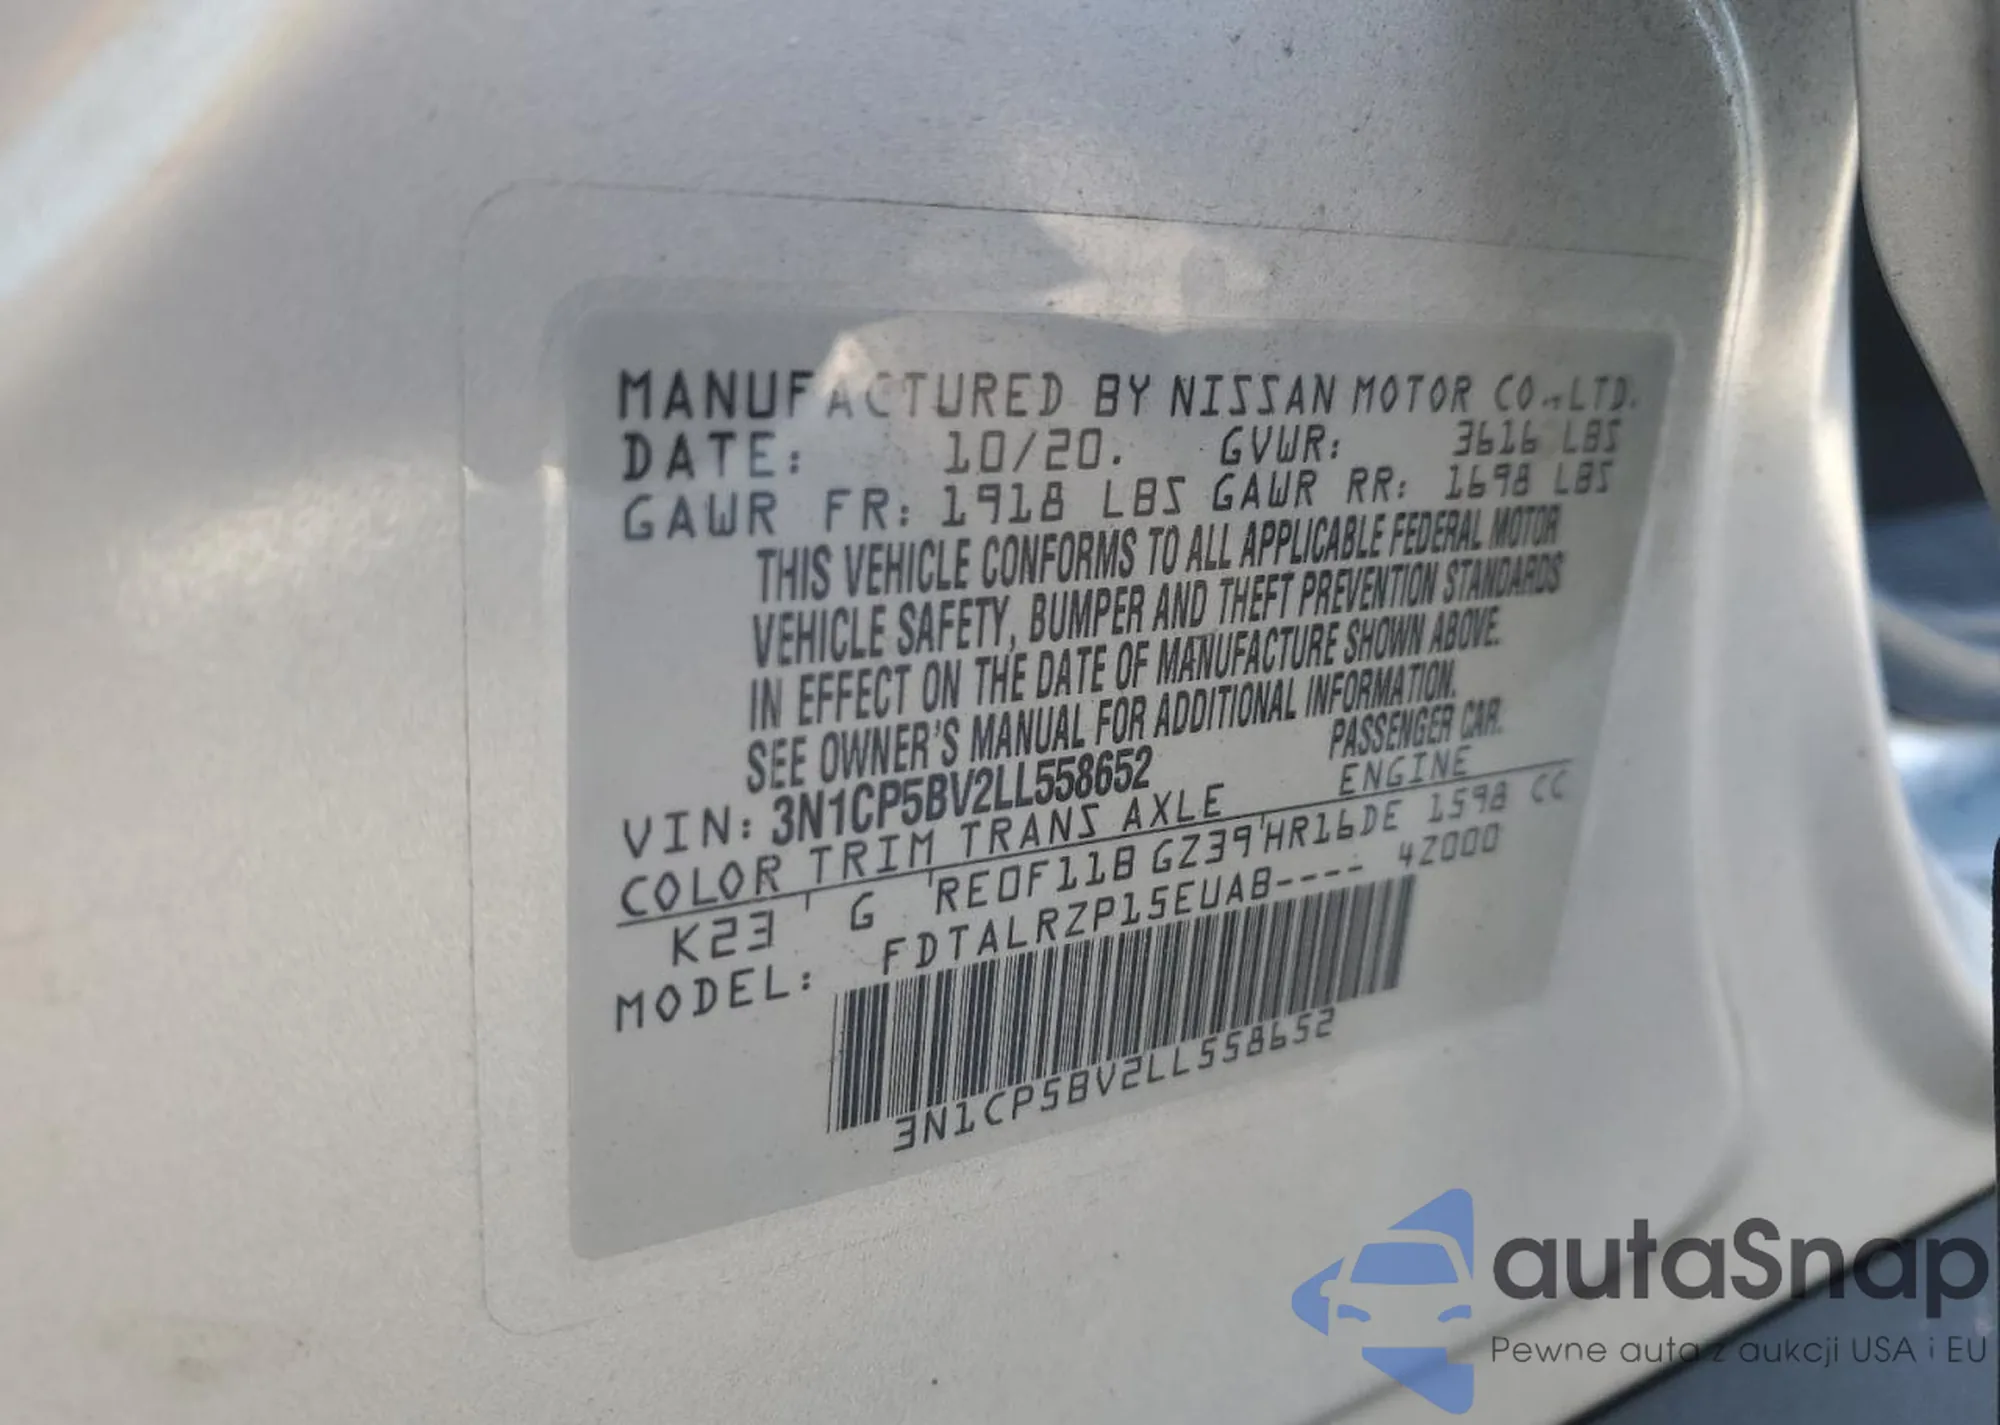 MANUFACTURED BY NISSAN MOTOR CO.,LTD.
DATE: 10/20. GVWR: 3616 LBS
GAWR FR: 1918 LBS GAWR RR: 1698 LBS
THIS VEHICLE CONFORMS TO ALL APPLICABLE FEDERAL MOTOR
VEHICLE SAFETY, BUMPER AND THEFT PREVENTION STANDARDS
IN EFFECT ON THE DATE OF MANUFACTURE SHOWN ABOVE.
SEE OWNER'S MANUAL FOR ADDITIONAL INFORMATION.
VIN: 3N1CP5BV2LL558652 PASSENGER CAR.
COLOR TRIM TRANS AXLE ENGINE
K23 G RE0F11B GZ39 HR16DE 1598 CC
MODEL: FDTALRZP15EUAB---- 4Z000
3N1CP5BV2LL558652
autaSnap
Pewne auta z aukcji USA i EU